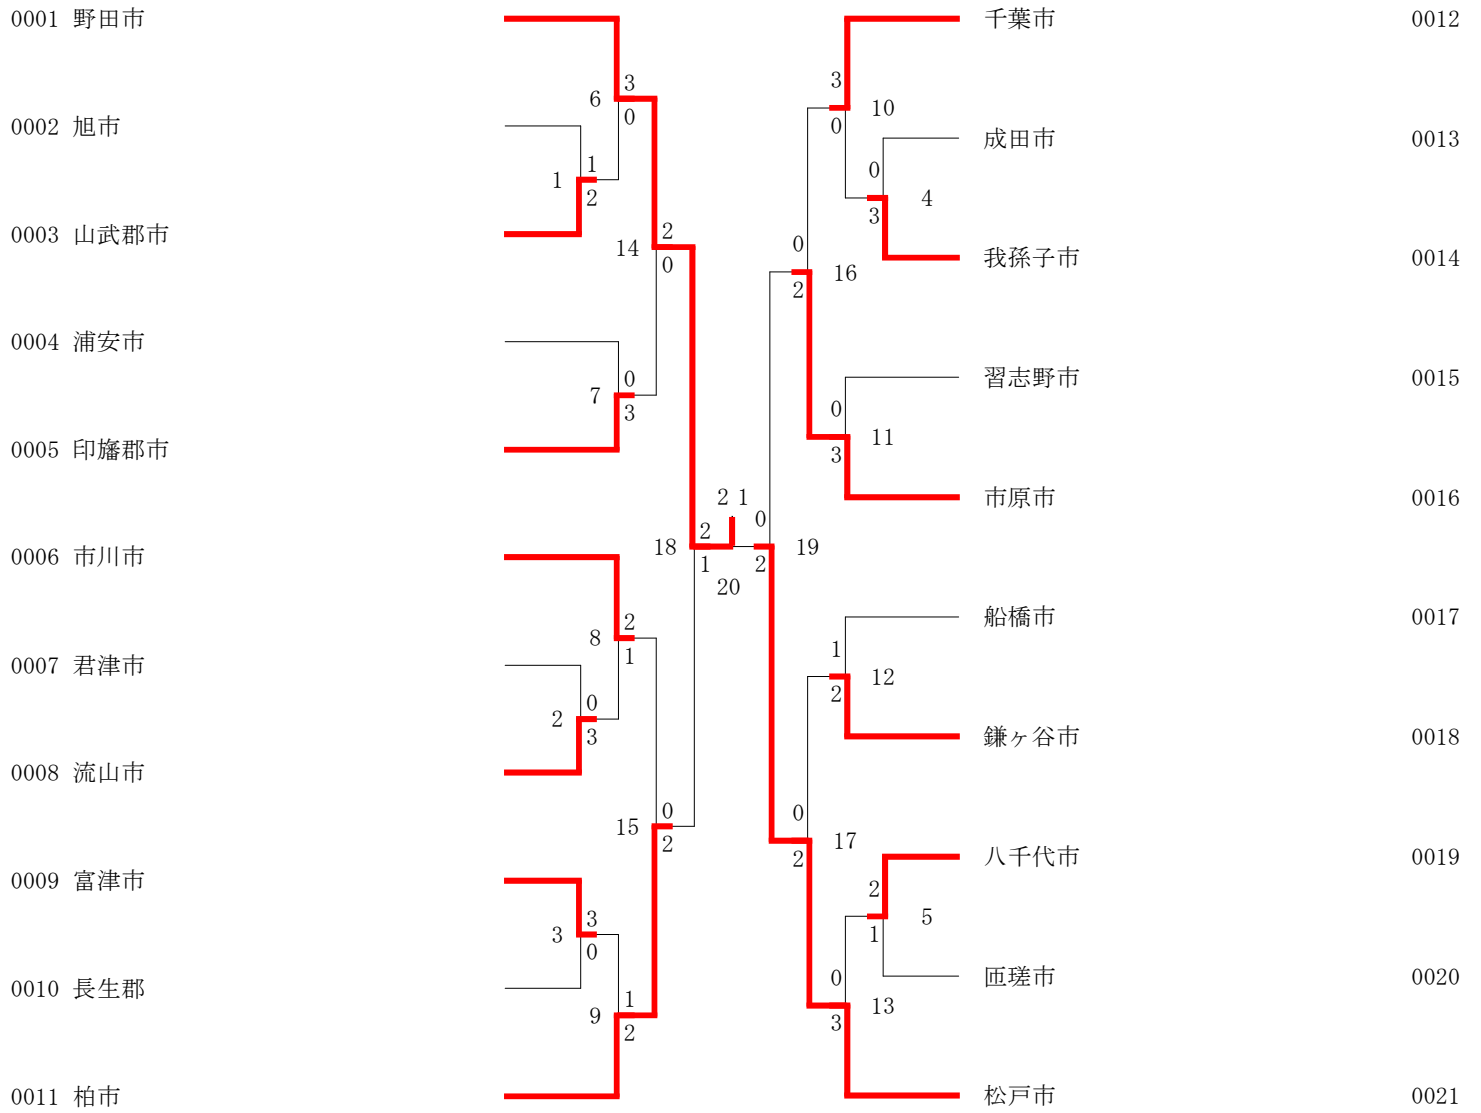 0001 野田市
千葉市 0012
3
3
6
10
0
0
0002 旭市
成田市 0013
1
0
1
4
2
3
0003 山武郡市
2
14
0
0
我孫子市 0014
16
2
0004 浦安市
0
習志野市 0015
7
3
0
11
0005 印旛郡市
3
2 1
市原市 0016
0
2
0006 市川市
18
19
1
2
20
2
船橋市 0017
8
1
1
0007 君津市
12
2
0
2
3
鎌ヶ谷市 0018
0008 流山市
0
0
15
17
2
2
八千代市 0019
0009 富津市
2
3
5
3
1
0
0010 長生郡
0
匝瑳市 0020
1
13
9
3
2
0011 柏市
松戸市 0021